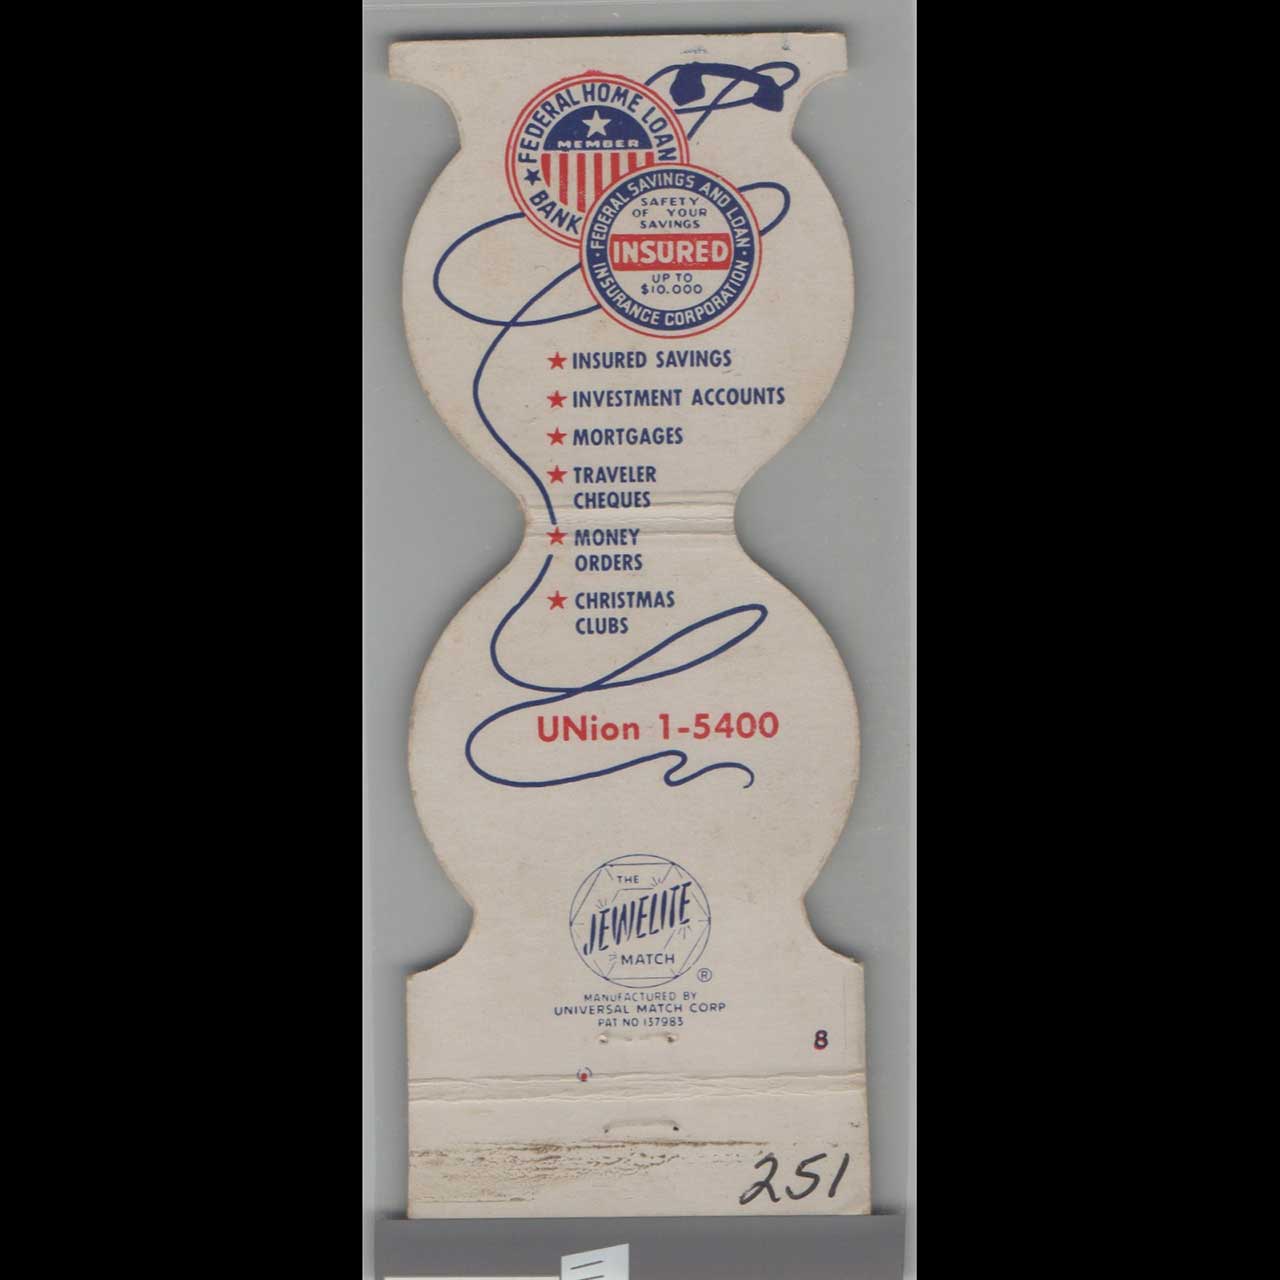 FEDERAL HOME LOAN
★ BANK
MEMBER
FEDERAL SAVINGS AND LOAN
· INSURANCE CORPORATION ·
SAFETY
OF YOUR
SAVINGS
INSURED
UP TO
$10.000
★ INSURED SAVINGS
★ INVESTMENT ACCOUNTS
★ MORTGAGES
★ TRAVELER
CHEQUES
★ MONEY
ORDERS
★ CHRISTMAS
CLUBS
UNion 1-5400
THE
JEWELITE
MATCH
®
MANUFACTURED BY
UNIVERSAL MATCH CORP
PAT NO 137983
8
251